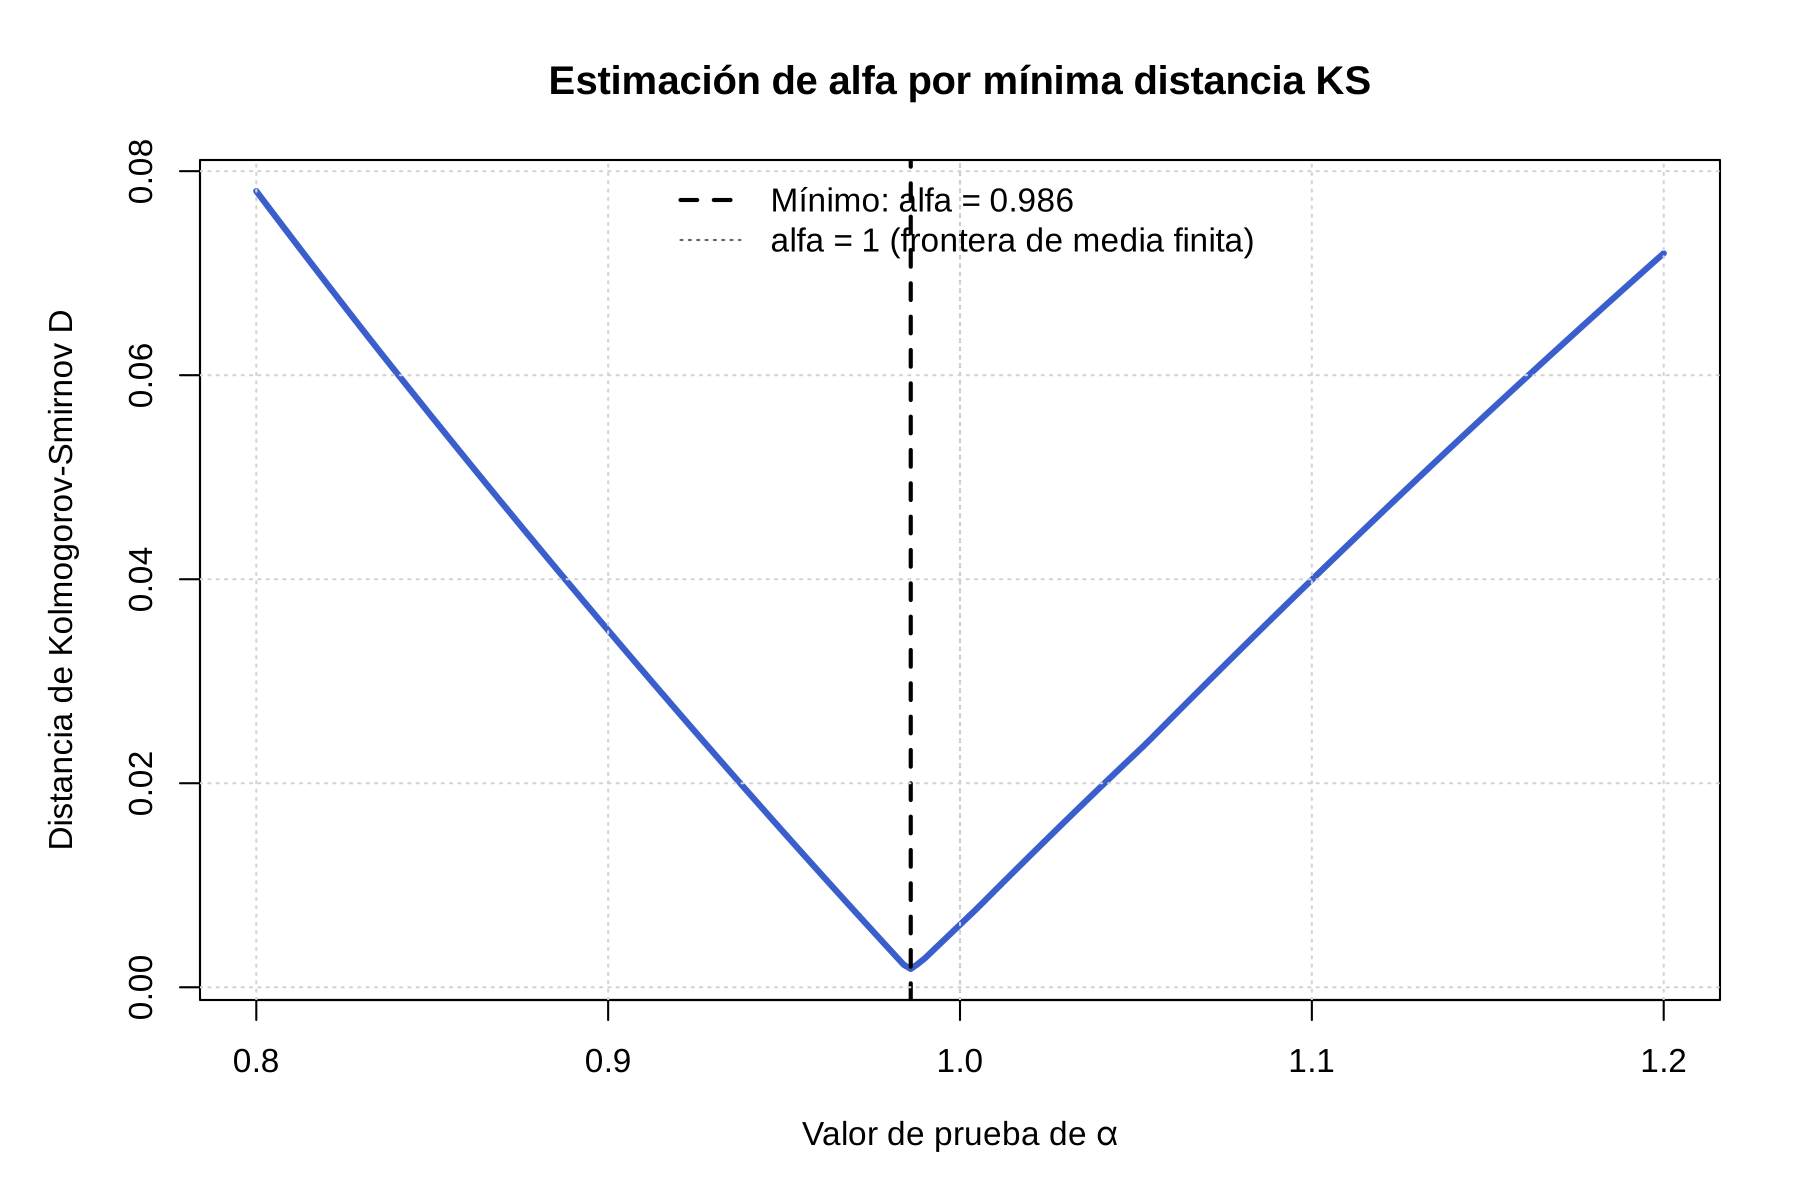 Estimación de alfa por mínima distancia KS
Mínimo: alfa = 0.986
alfa = 1 (frontera de media finita)
Distancia de Kolmogorov-Smirnov D
0.08
0.06
0.04
0.02
0.00
0.8 0.9 1.0 1.1 1.2
Valor de prueba de α